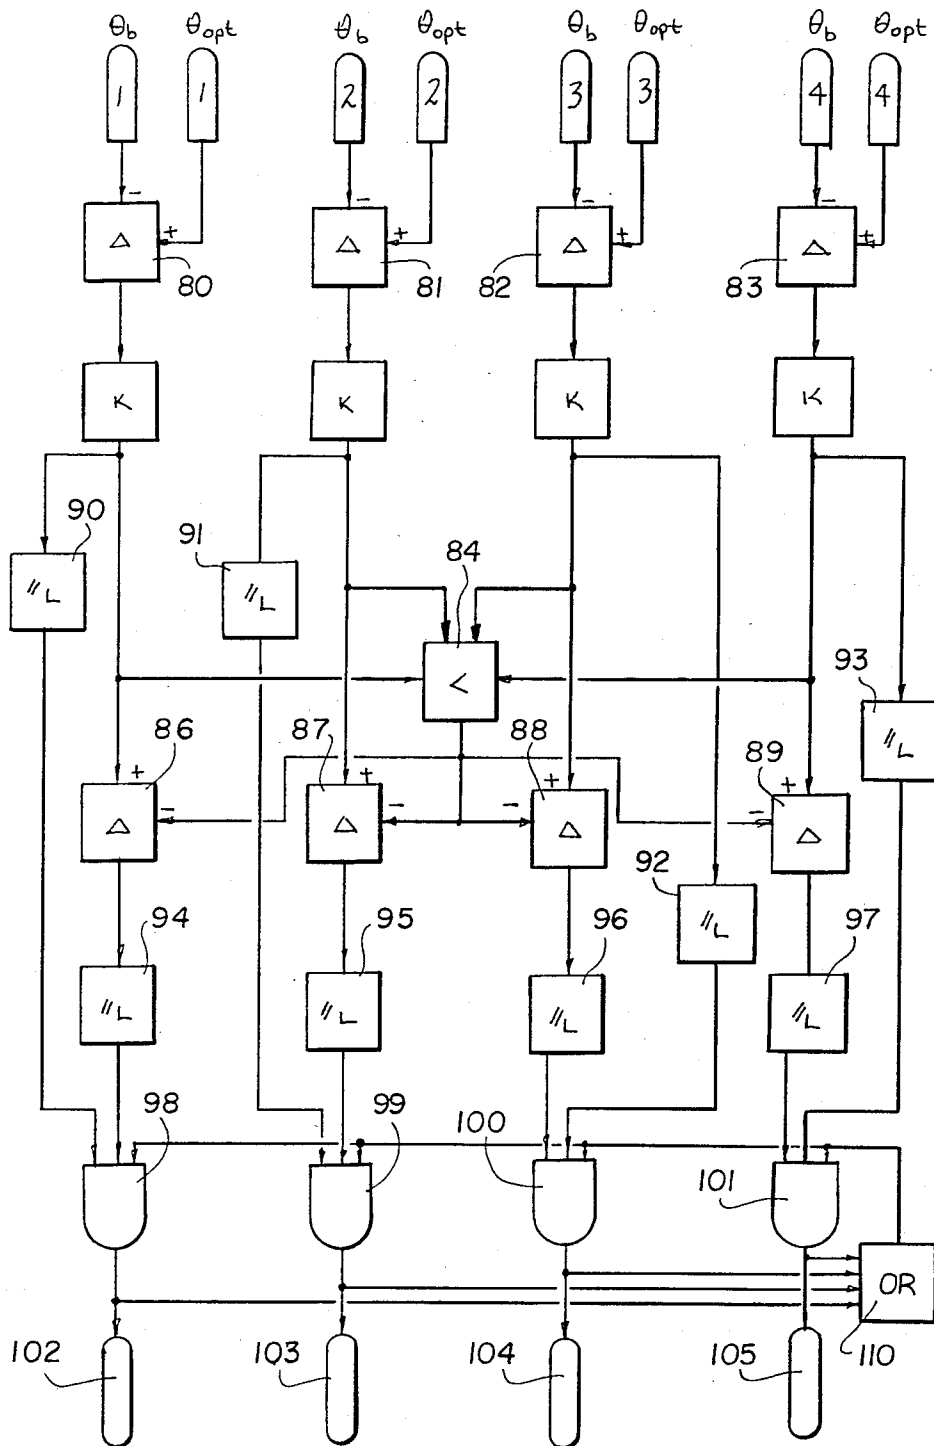 θb θopt θb θopt θb θopt θb θopt
1 1 2 2 3 3 4 4
- - - -
+ + + +
Δ Δ Δ Δ
80 81 82 83
K K K K
90 91 84
〃L 〃L <
93
〃L
86 87 88 89
+ + + +
- - - -
Δ Δ Δ Δ
92
〃L
94 95 96 97
〃L 〃L 〃L 〃L
98 99 100 101
OR
102 103 104 105 110